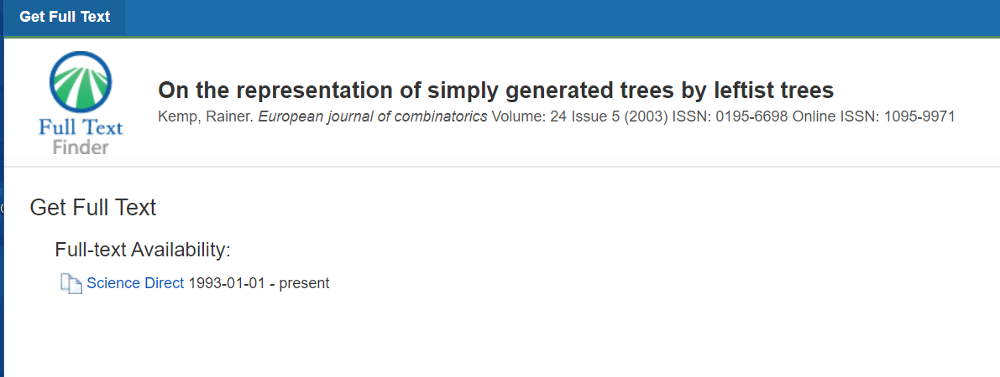 Get Full Text
Full Text
Finder
On the representation of simply generated trees by leftist trees
Kemp, Rainer. European journal of combinatorics Volume: 24 Issue 5 (2003) ISSN: 0195-6698 Online ISSN: 1095-9971
Get Full Text
Full-text Availability:
Science Direct 1993-01-01 - present